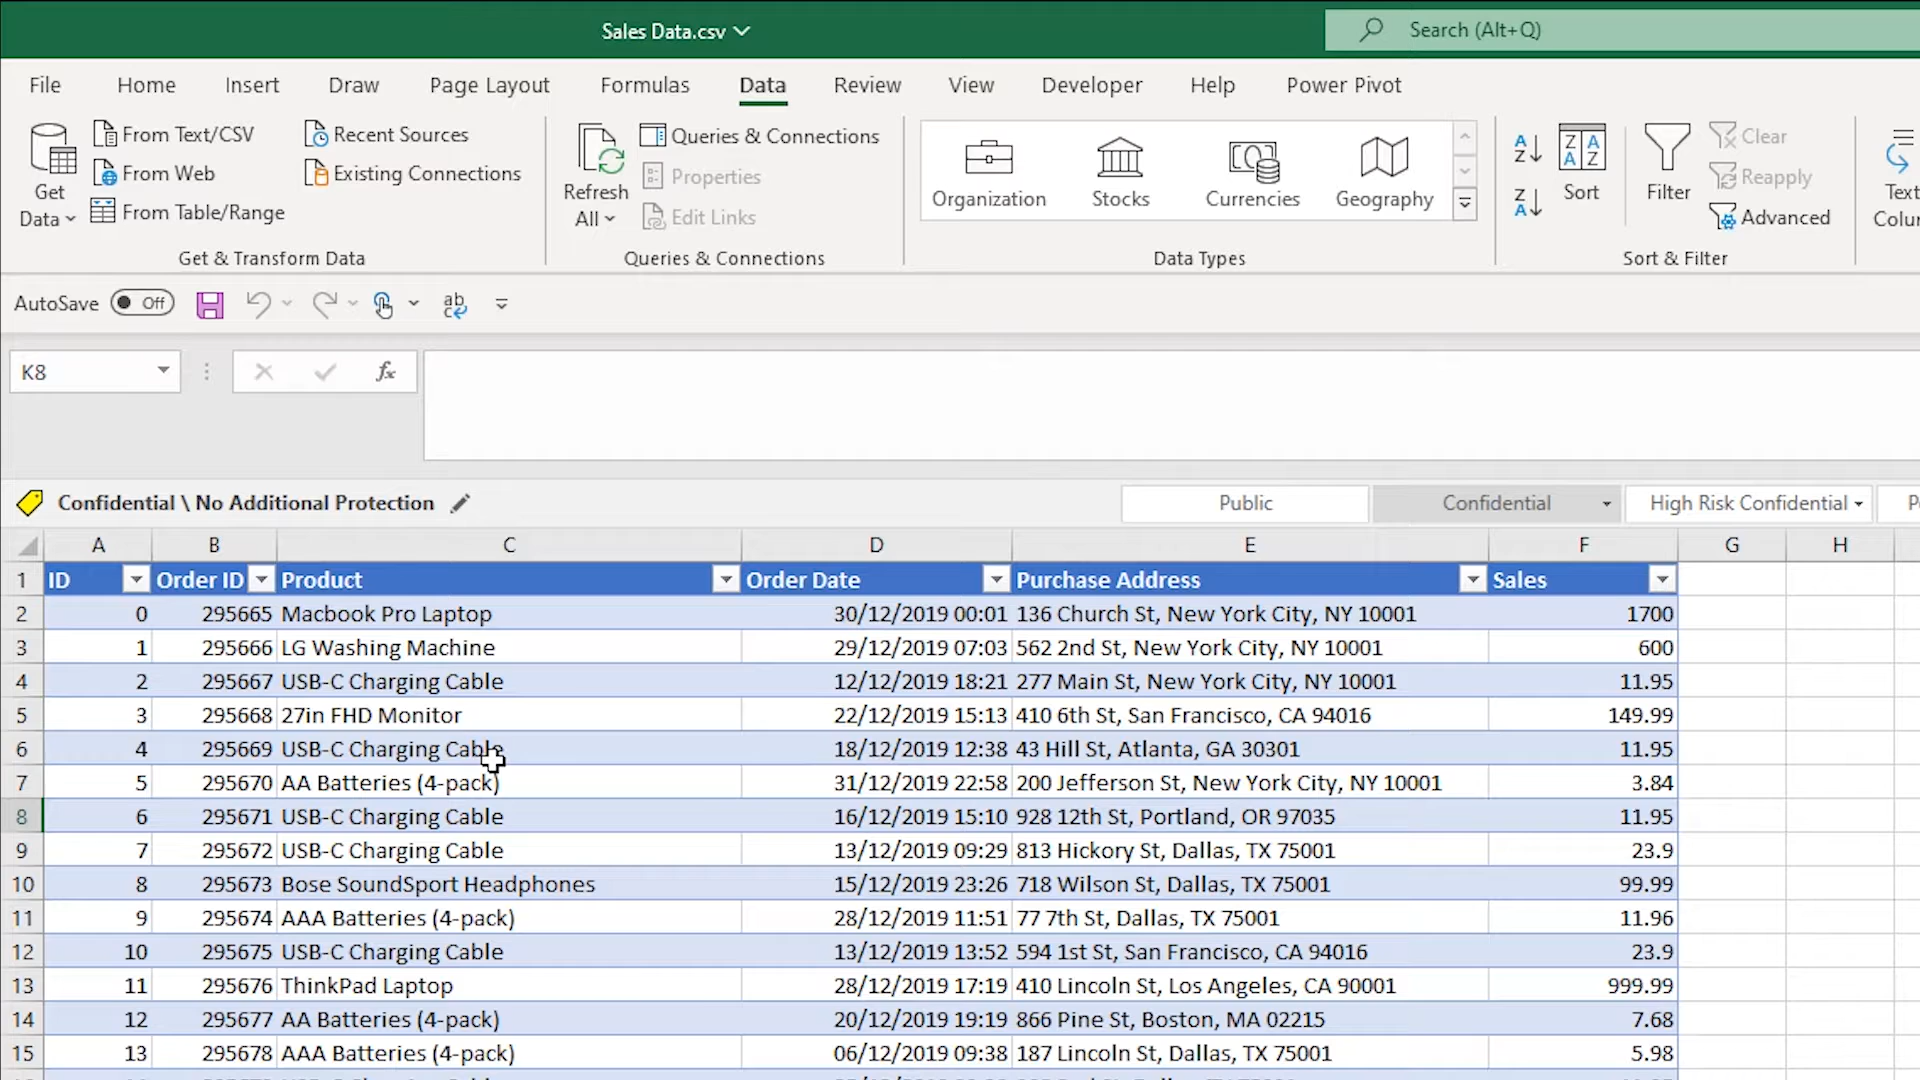 Sales Data.csv
Search (Alt+Q)
File Home Insert Draw Page Layout Formulas Data Review View Developer Help Power Pivot
Get Data
From Text/CSV
From Web
From Table/Range
Recent Sources
Existing Connections
Get & Transform Data
Refresh All
Queries & Connections
Properties
Edit Links
Queries & Connections
Organization
Stocks
Currencies
Geography
Data Types
Sort
Filter
Clear
Reapply
Advanced
Sort & Filter
Text
AutoSave Off
K8
fx
Confidential \ No Additional Protection
Public
Confidential
High Risk Confidential
A B C D E F G H
1 ID Order ID Product Order Date Purchase Address Sales
2 0 295665 Macbook Pro Laptop 30/12/2019 00:01 136 Church St, New York City, NY 10001 1700
3 1 295666 LG Washing Machine 29/12/2019 07:03 562 2nd St, New York City, NY 10001 600
4 2 295667 USB-C Charging Cable 12/12/2019 18:21 277 Main St, New York City, NY 10001 11.95
5 3 295668 27in FHD Monitor 22/12/2019 15:13 410 6th St, San Francisco, CA 94016 149.99
6 4 295669 USB-C Charging Cable 18/12/2019 12:38 43 Hill St, Atlanta, GA 30301 11.95
7 5 295670 AA Batteries (4-pack) 31/12/2019 22:58 200 Jefferson St, New York City, NY 10001 3.84
8 6 295671 USB-C Charging Cable 16/12/2019 15:10 928 12th St, Portland, OR 97035 11.95
9 7 295672 USB-C Charging Cable 13/12/2019 09:29 813 Hickory St, Dallas, TX 75001 23.9
10 8 295673 Bose SoundSport Headphones 15/12/2019 23:26 718 Wilson St, Dallas, TX 75001 99.99
11 9 295674 AAA Batteries (4-pack) 28/12/2019 11:51 77 7th St, Dallas, TX 75001 11.96
12 10 295675 USB-C Charging Cable 13/12/2019 13:52 594 1st St, San Francisco, CA 94016 23.9
13 11 295676 ThinkPad Laptop 28/12/2019 17:19 410 Lincoln St, Los Angeles, CA 90001 999.99
14 12 295677 AA Batteries (4-pack) 20/12/2019 19:19 866 Pine St, Boston, MA 02215 7.68
15 13 295678 AAA Batteries (4-pack) 06/12/2019 09:38 187 Lincoln St, Dallas, TX 75001 5.98